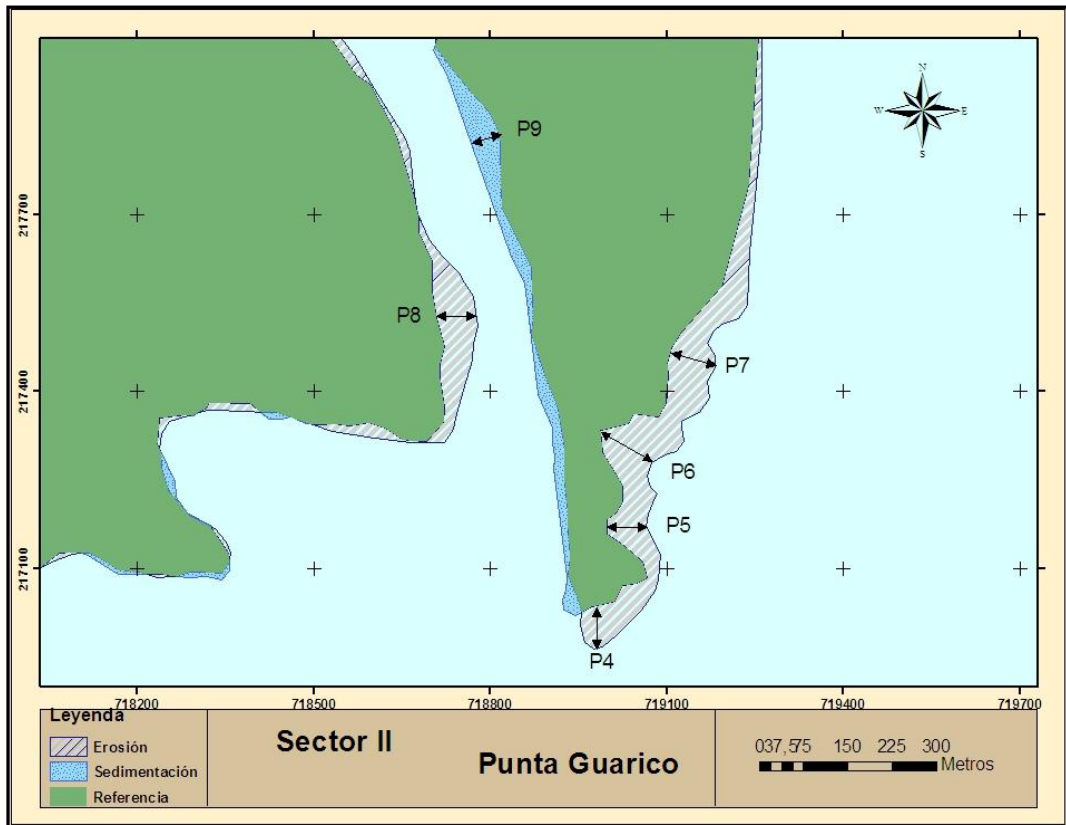 N
W E
S
P9
217700
P8
P7
217400
P6
P5
217100
P4
718200 718500 718800 719100 719400 719700
Leyenda
Erosión
Sedimentación
Referencia
Sector II
Punta Guarico
037,575 150 225 300
Metros